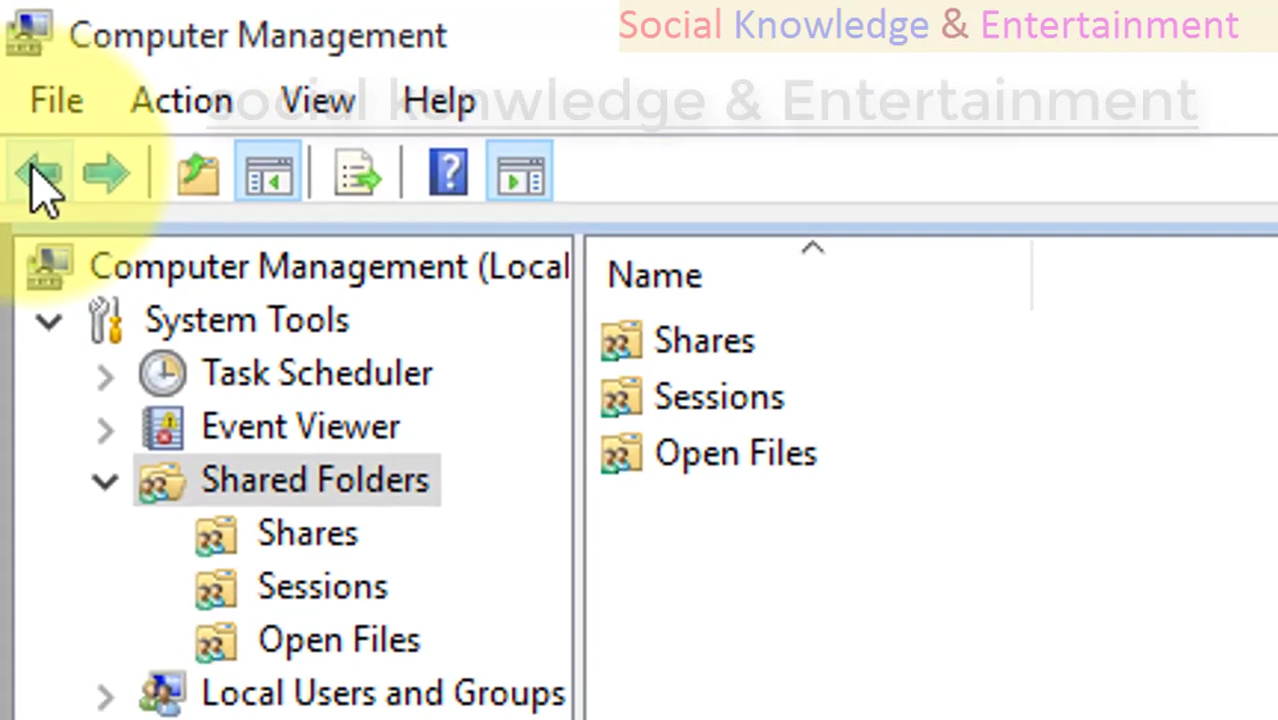 Computer Management
Social Knowledge & Entertainment
File Action View Help
social konwledge & Entertainment
Computer Management (Local
System Tools
Task Scheduler
Event Viewer
Shared Folders
Shares
Sessions
Open Files
Local Users and Groups
Name
Shares
Sessions
Open Files